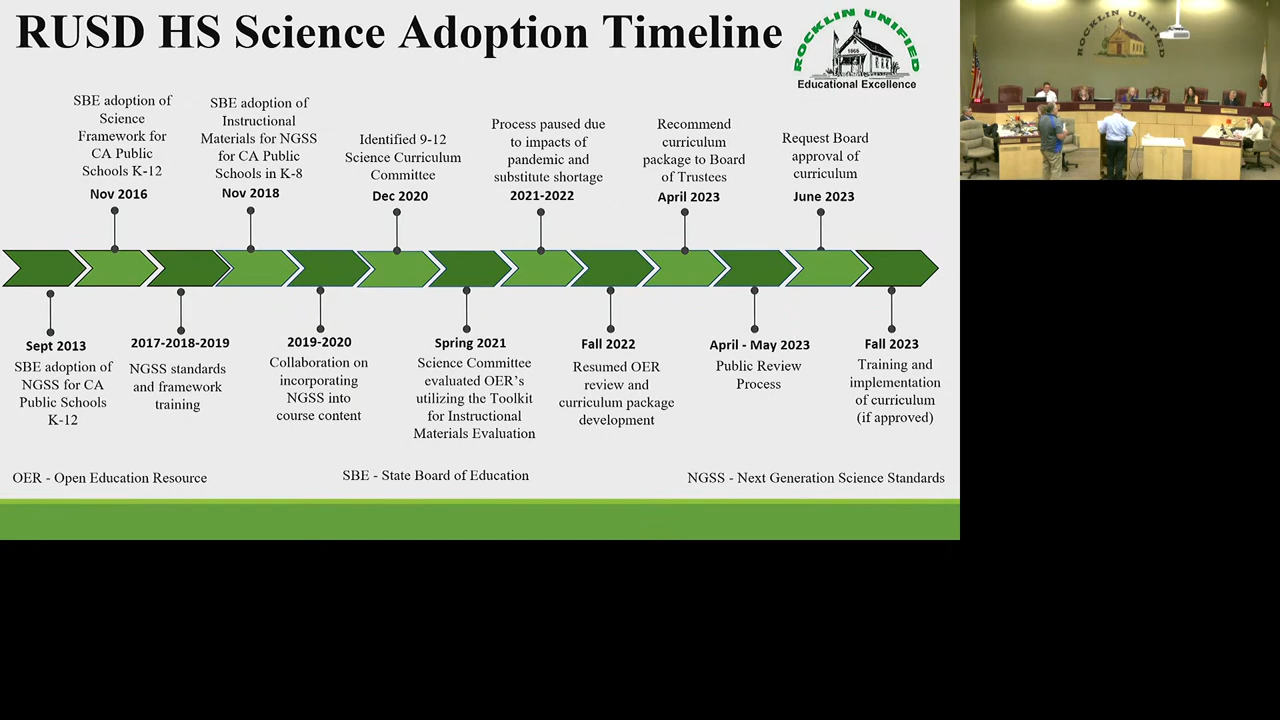 RUSD HS Science Adoption Timeline
ROCKLIN UNIFIED
1866
Educational Excellence
SBE adoption of
Science
Framework for
CA Public
Schools K-12
Nov 2016
SBE adoption of
Instructional
Materials for NGSS
for CA Public
Schools in K-8
Nov 2018
Identified 9-12
Science Curriculum
Committee
Dec 2020
Process paused due
to impacts of
pandemic and
substitute shortage
2021-2022
Recommend
curriculum
package to Board
of Trustees
April 2023
Request Board
approval of
curriculum
June 2023
Sept 2013
SBE adoption of
NGSS for CA
Public Schools
K-12
2017-2018-2019
NGSS standards
and framework
training
2019-2020
Collaboration on
incorporating
NGSS into
course content
Spring 2021
Science Committee
evaluated OER's
utilizing the Toolkit
for Instructional
Materials Evaluation
Fall 2022
Resumed OER
review and
curriculum package
development
April - May 2023
Public Review
Process
Fall 2023
Training and
implementation
of curriculum
(if approved)
OER - Open Education Resource
SBE - State Board of Education
NGSS - Next Generation Science Standards
ROCKLIN UNIFIED